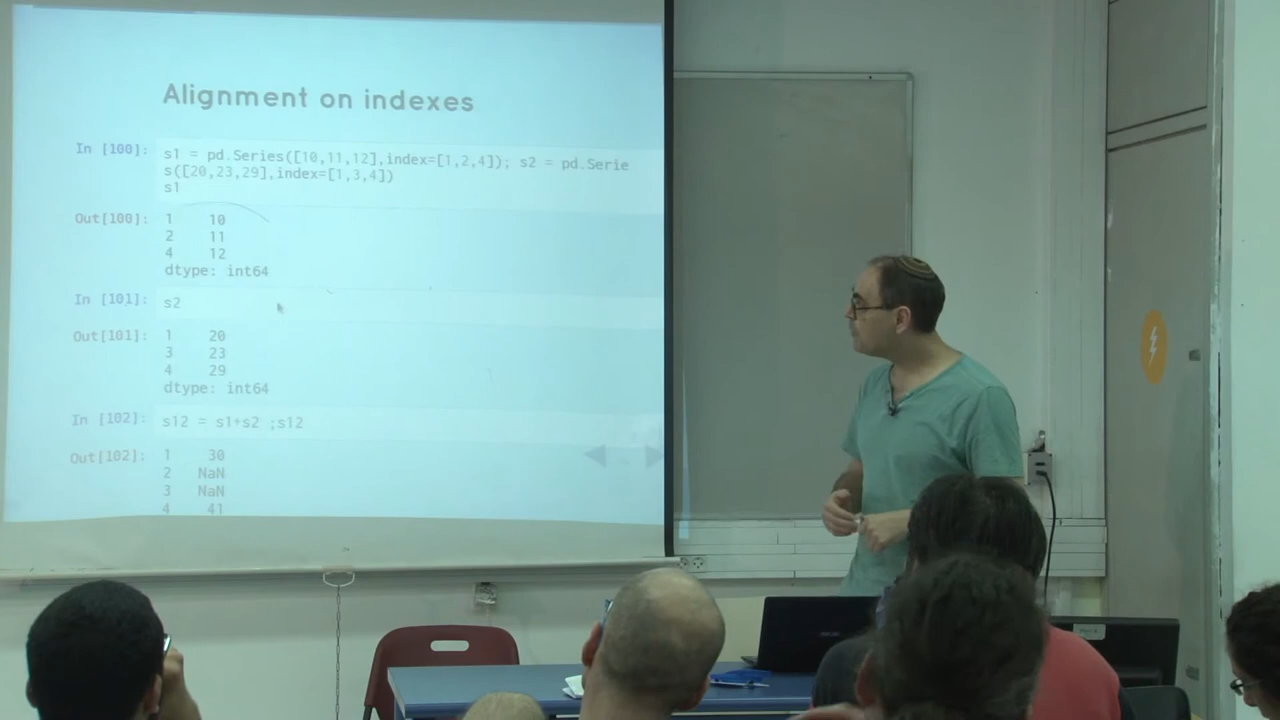 Alignment on indexes
In [100]: s1 = pd.Series([10,11,12],index=[1,2,4]); s2 = pd.Serie
s([20,23,29],index=[1,3,4])
s1
Out[100]: 1 10
2 11
4 12
dtype: int64
In [101]: s2
Out[101]: 1 20
3 23
4 29
dtype: int64
In [102]: s12 = s1+s2 ;s12
Out[102]: 1 30
2 NaN
3 NaN
4 41